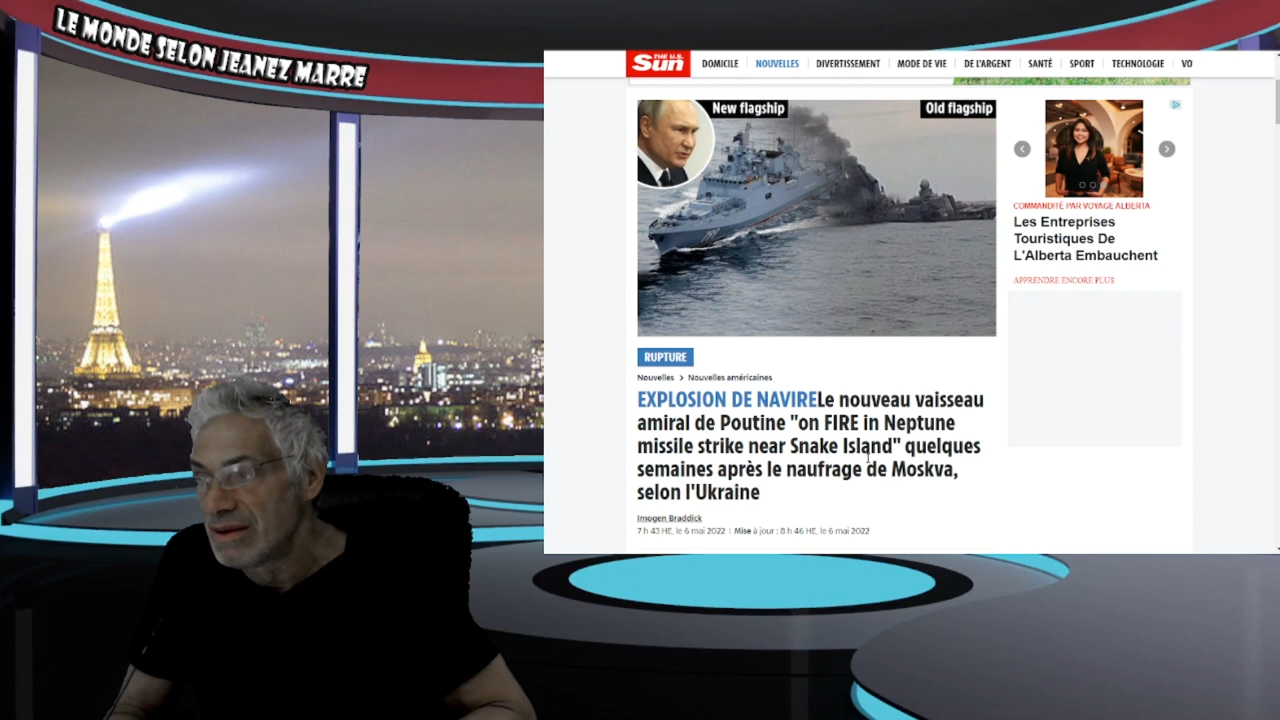 LE MONDE SELON JEANEZ MARRE
THE U.S. Sun
DOMICILE NOUVELLES DIVERTISSEMENT MODE DE VIE DE L'ARGENT SANTÉ SPORT TECHNOLOGIE VO
New flagship
Old flagship
COMMANDITÉ PAR VOYAGE ALBERTA
Les Entreprises
Touristiques De
L'Alberta Embauchent
APPRENDRE ENCORE PLUS
RUPTURE
Nouvelles > Nouvelles américaines
EXPLOSION DE NAVIRELe nouveau vaisseau
amiral de Poutine "on FIRE in Neptune
missile strike near Snake Island" quelques
semaines après le naufrage de Moskva,
selon l'Ukraine
Imogen Braddick
7 h 43 HE, le 6 mai 2022 | Mise à jour : 8 h 46 HE, le 6 mai 2022